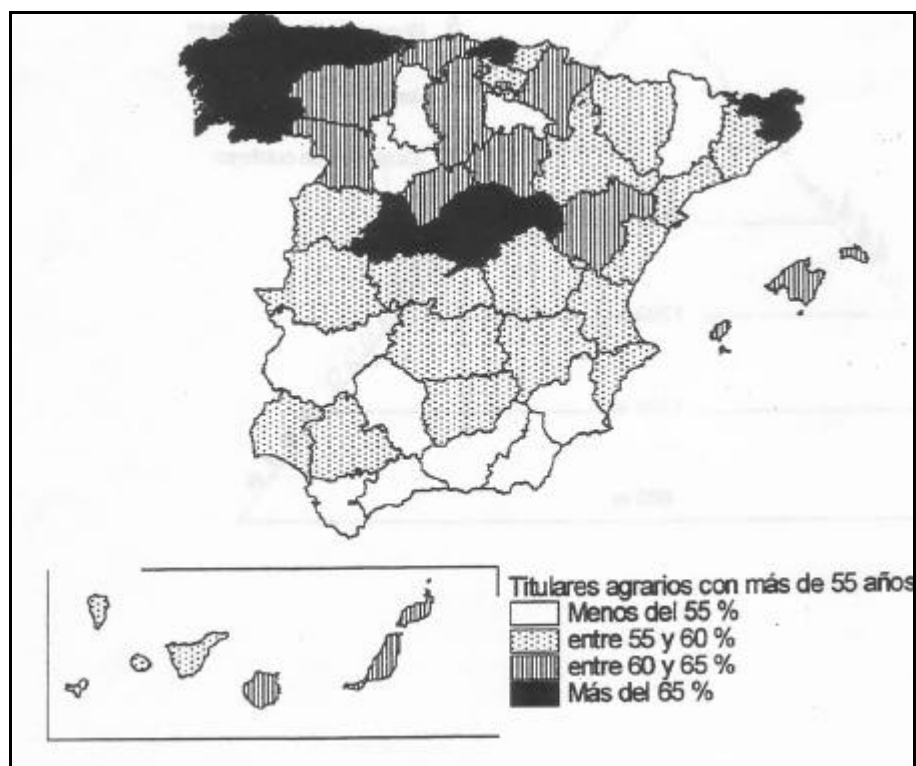 Titulares agrarios con más de 55 años
Menos del 55 %
entre 55 y 60 %
entre 60 y 65 %
Más del 65 %